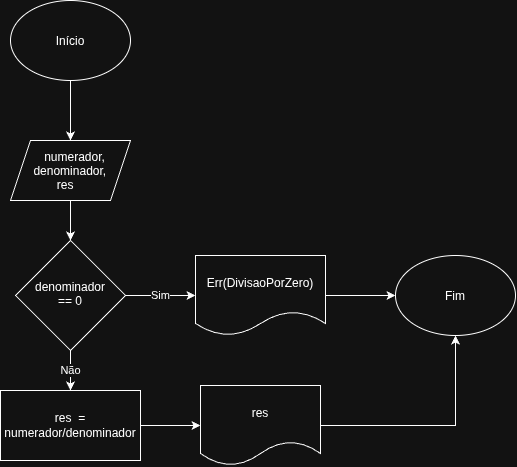 Início
numerador,
denominador,
res
denominador
== 0
Sim
Err(DivisaoPorZero)
Fim
Não
res =
numerador/denominador
res